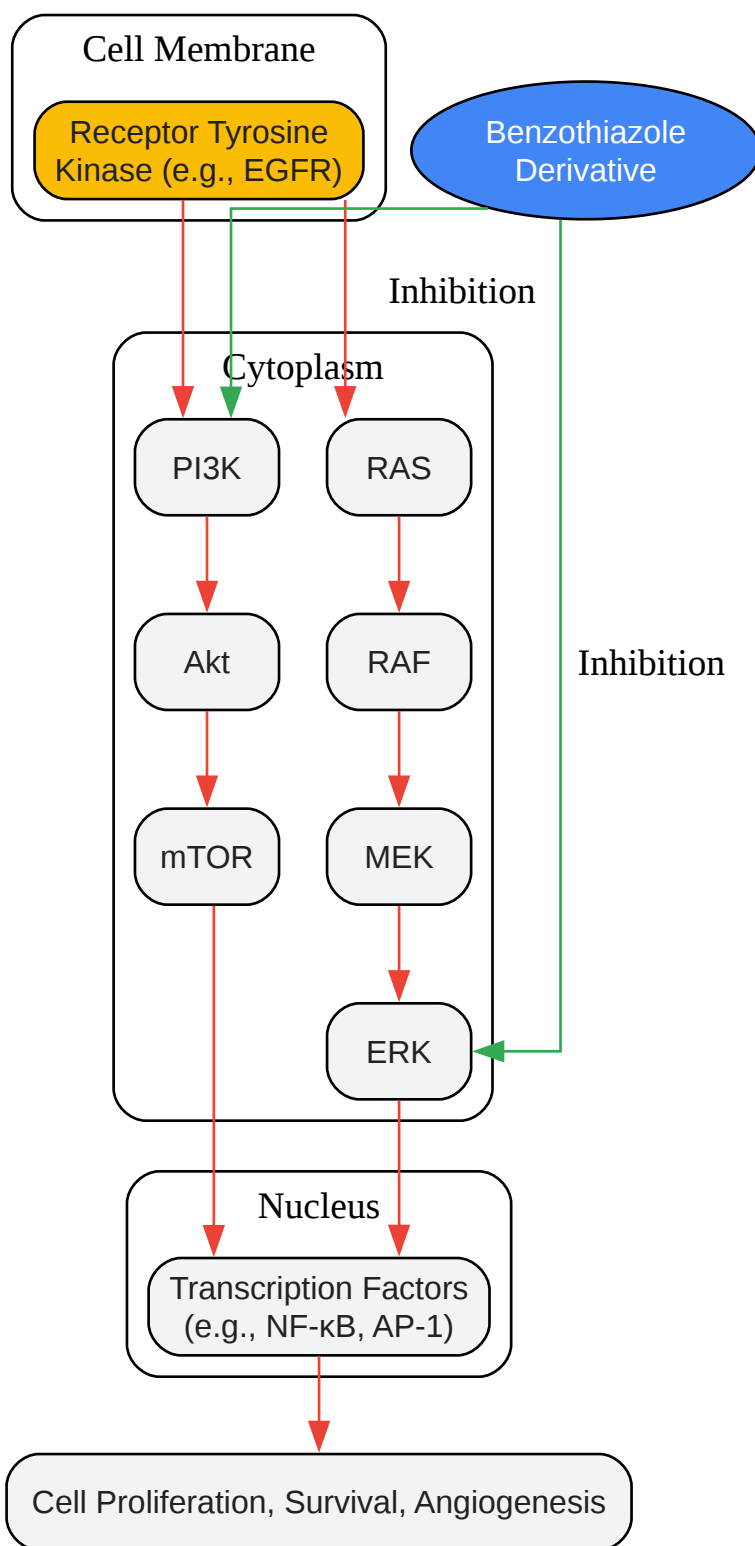 Cell Membrane
Receptor Tyrosine
Kinase (e.g., EGFR)
Benzothiazole
Derivative
Inhibition
Cytoplasm
PI3K
RAS
Akt
RAF
Inhibition
mTOR
MEK
ERK
Nucleus
Transcription Factors
(e.g., NF-κB, AP-1)
Cell Proliferation, Survival, Angiogenesis